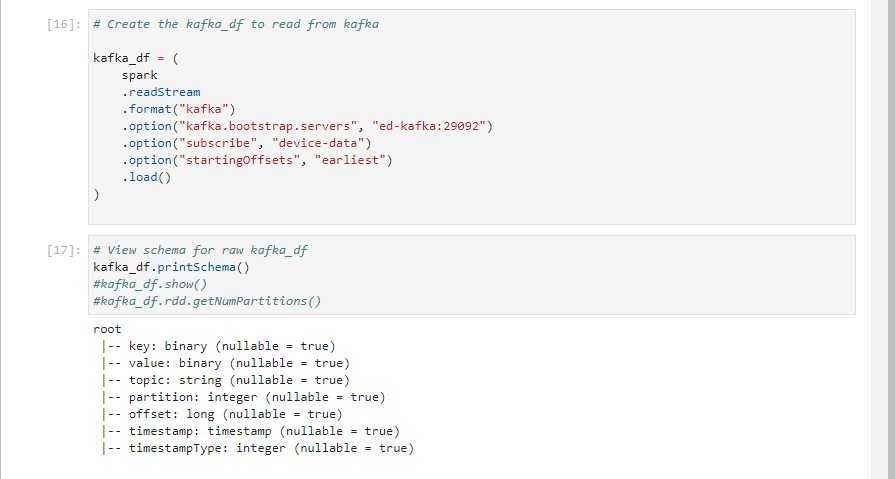 [16]: # Create the kafka_df to read from kafka
kafka_df = (
    spark
    .readStream
    .format("kafka")
    .option("kafka.bootstrap.servers", "ed-kafka:29092")
    .option("subscribe", "device-data")
    .option("startingOffsets", "earliest")
    .load()
)
[17]: # View schema for raw kafka_df
kafka_df.printSchema()
#kafka_df.show()
#kafka_df.rdd.getNumPartitions()
root
 |-- key: binary (nullable = true)
 |-- value: binary (nullable = true)
 |-- topic: string (nullable = true)
 |-- partition: integer (nullable = true)
 |-- offset: long (nullable = true)
 |-- timestamp: timestamp (nullable = true)
 |-- timestampType: integer (nullable = true)